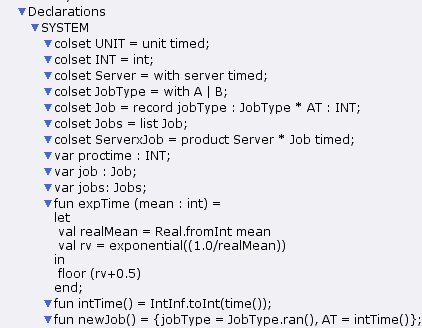 Declarations
SYSTEM
colset UNIT = unit timed;
colset INT = int;
colset Server = with server timed;
colset JobType = with A | B;
colset Job = record jobType : JobType * AT : INT;
colset Jobs = list Job;
colset ServerxJob = product Server * Job timed;
var proctime : INT;
var job : Job;
var jobs: Jobs;
fun expTime (mean : int) =
let
val realMean = Real.fromInt mean
val rv = exponential((1.0/realMean))
in
floor (rv+0.5)
end;
fun intTime() = IntInf.toInt(time());
fun newJob() = {jobType = JobType.ran(), AT = intTime()};